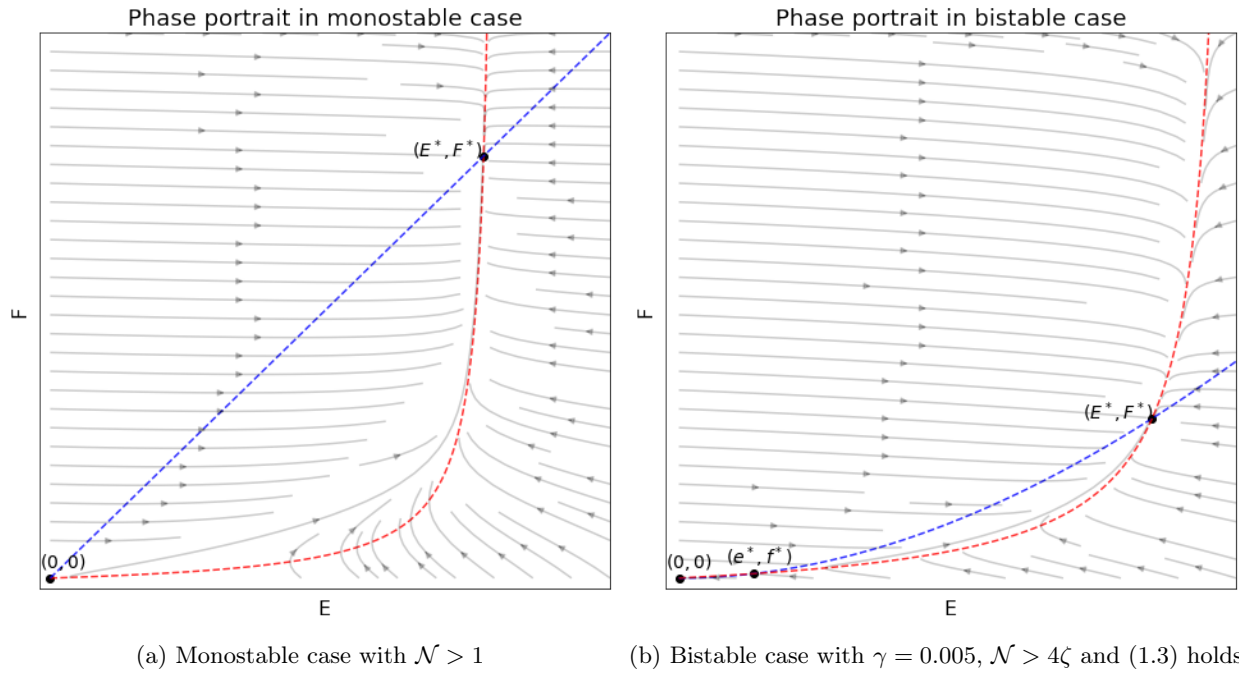 Phase portrait in monostable case
F
(E*, F*)
(0, 0)
E
(a) Monostable case with 𝒩 > 1
Phase portrait in bistable case
F
(E*, F*)
(0, 0)
(e*, f*)
E
(b) Bistable case with γ = 0.005, 𝒩 > 4ζ and (1.3) holds